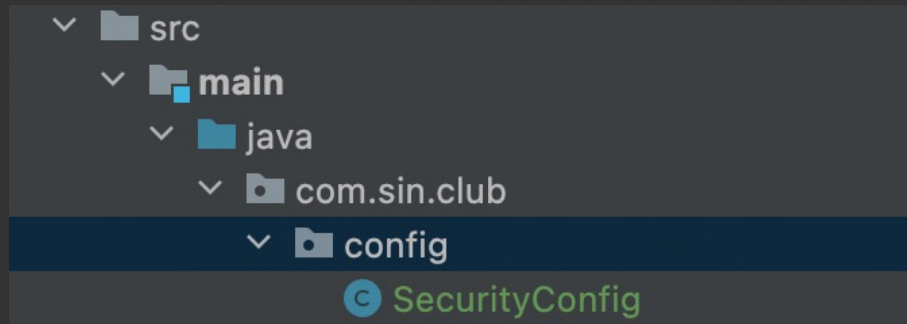 src
main
java
com.sin.club
config
SecurityConfig